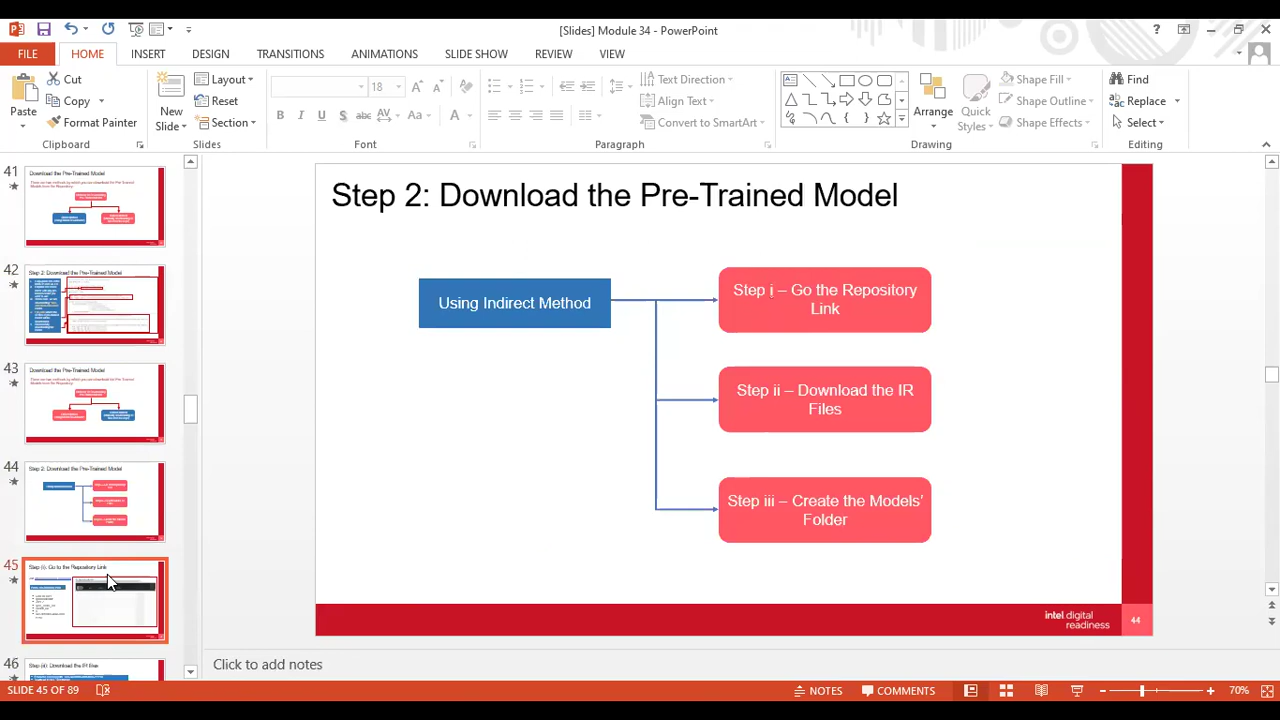 [Slides] Module 34 - PowerPoint
?
FILE
HOME
INSERT
DESIGN
TRANSITIONS
ANIMATIONS
SLIDE SHOW
REVIEW
VIEW
Paste
Cut
Copy
Format Painter
Clipboard
New
Slide
Layout
Reset
Section
Slides
18
B I U S abc AV Aa A
Font
Text Direction
Align Text
Convert to SmartArt
Paragraph
Arrange
Quick
Styles
Shape Fill
Shape Outline
Shape Effects
Drawing
Find
Replace
Select
Editing
41
Download the Pre-Trained Model
42
Step 2: Download the Pre-Trained Model
43
Download the Pre-Trained Model
44
Step 2: Download the Pre-Trained Model
45
Step (i): Go to the Repository Link
46
Step (ii): Download the IR files
Step 2: Download the Pre-Trained Model
Using Indirect Method
Step i – Go the Repository
Link
Step ii – Download the IR
Files
Step iii – Create the Models’
Folder
intel digital
readiness
44
Click to add notes
SLIDE 45 OF 89
NOTES
COMMENTS
70%